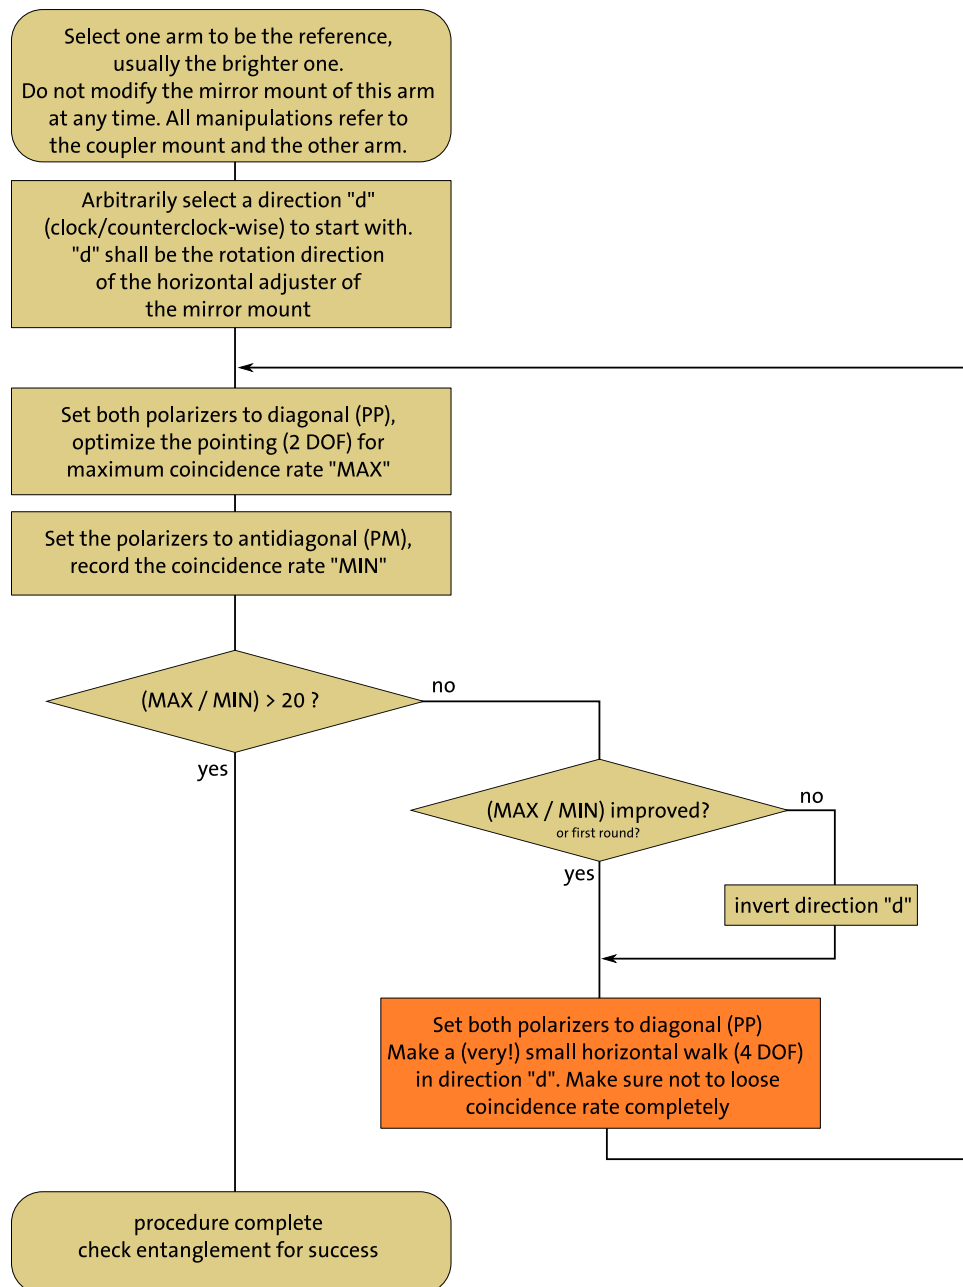 Select one arm to be the reference,
usually the brighter one.
Do not modify the mirror mount of this arm
at any time. All manipulations refer to
the coupler mount and the other arm.
Arbitrarily select a direction "d"
(clock/counterclock-wise) to start with.
"d" shall be the rotation direction
of the horizontal adjuster of
the mirror mount
Set both polarizers to diagonal (PP),
optimize the pointing (2 DOF) for
maximum coincidence rate "MAX"
Set the polarizers to antidiagonal (PM),
record the coincidence rate "MIN"
(MAX / MIN) > 20 ?
no
yes
(MAX / MIN) improved?
or first round?
no
yes
invert direction "d"
Set both polarizers to diagonal (PP)
Make a (very!) small horizontal walk (4 DOF)
in direction "d". Make sure not to loose
coincidence rate completely
procedure complete
check entanglement for success